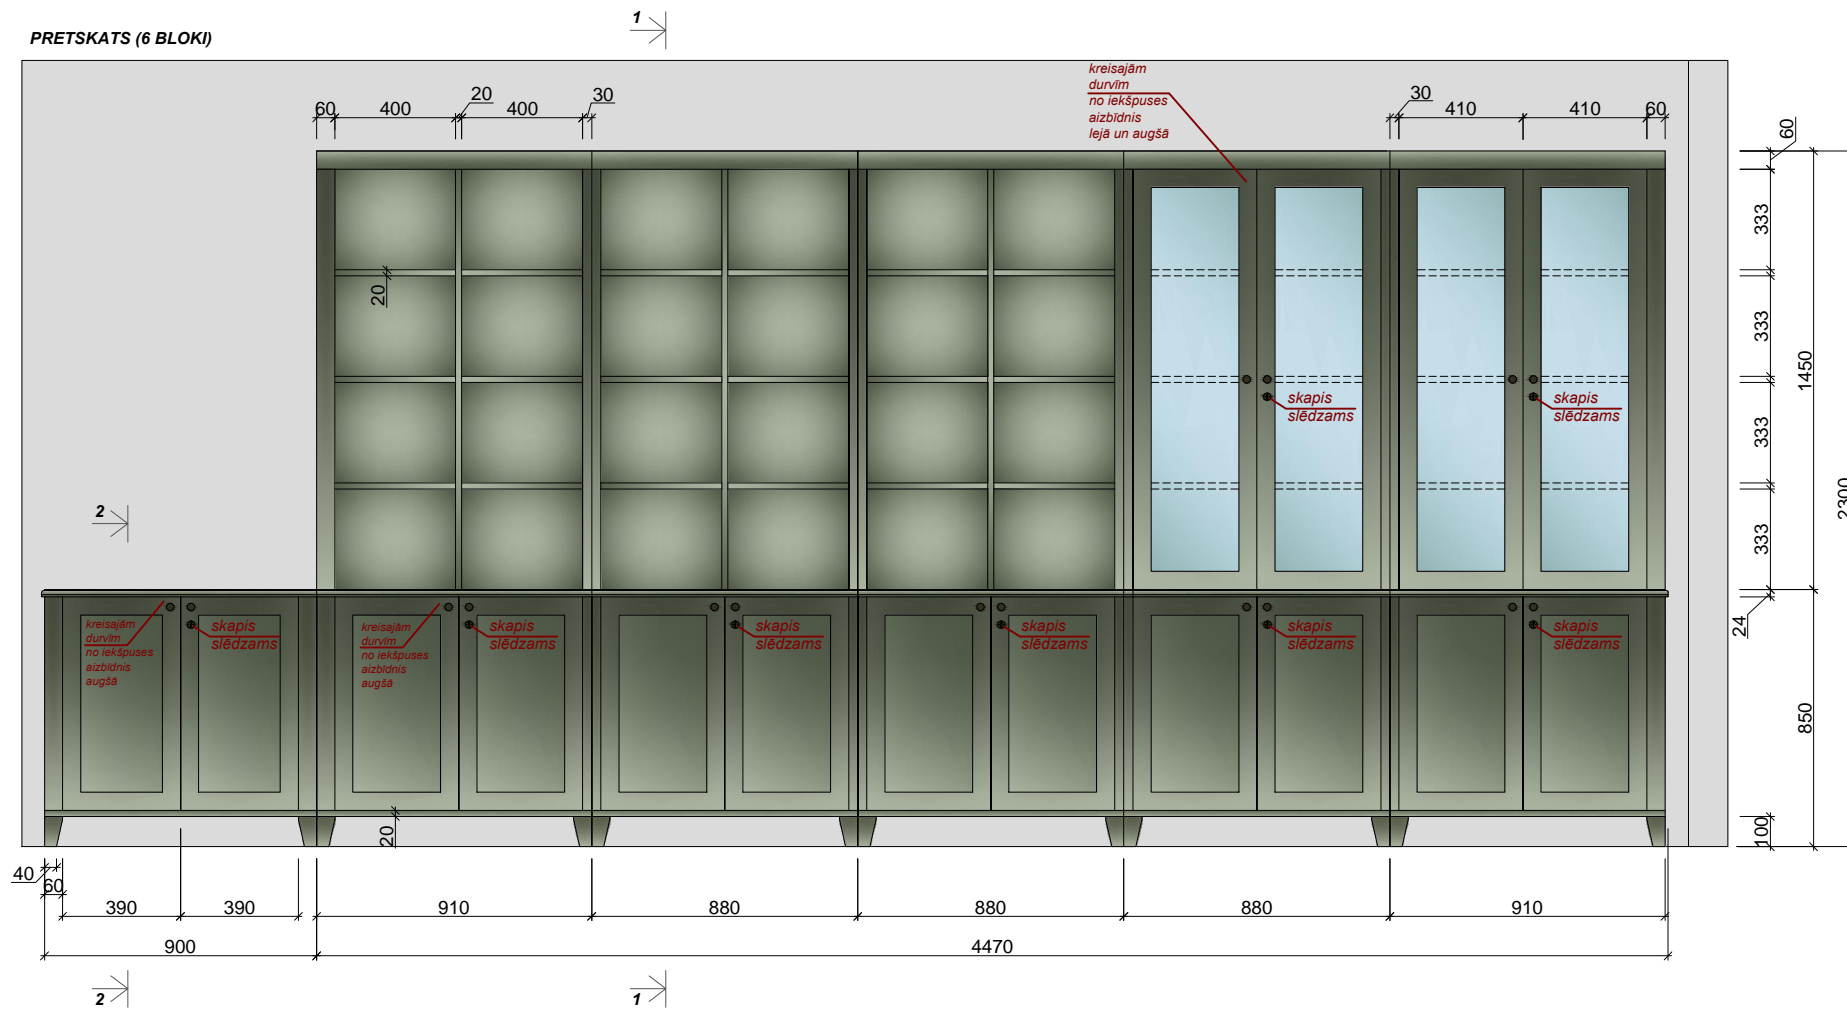 1
PRETSKATS (6 BLOKI)
kreisajām
durvīm
no iekšpuses
aizbīdnis
lejā un augšā
60
400
20
400
30
30
410
410
60
60
333
333
333
333
1450
2300
20
skapis
slēdzams
skapis
slēdzams
2
24
kreisajām
durvīm
no iekšpuses
aizbīdnis
augšā
skapis
slēdzams
kreisajām
durvīm
no iekšpuses
aizbīdnis
augšā
skapis
slēdzams
skapis
slēdzams
skapis
slēdzams
skapis
slēdzams
skapis
slēdzams
850
20
100
40
60
390
390
910
880
880
880
910
900
4470
2
1